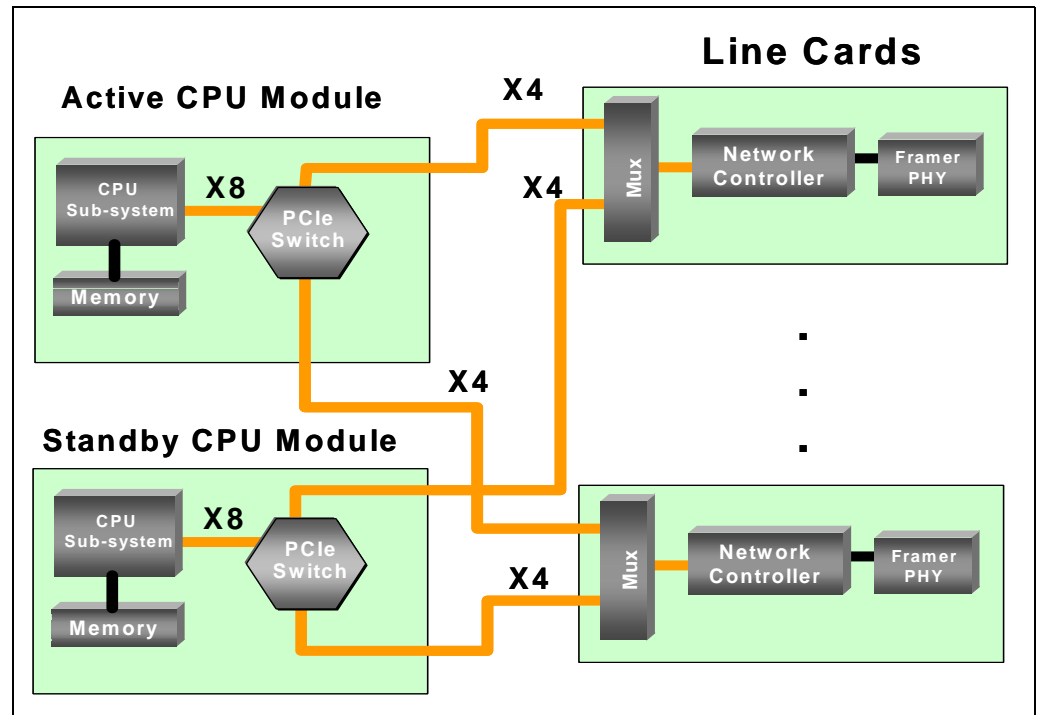 Line Cards
Active CPU Module
X4
CPU
Sub-system
X8
PCIe
Switch
Memory
X4
Mux
Network
Controller
Framer
PHY
X4
Standby CPU Module
CPU
Sub-system
X8
PCIe
Switch
Memory
X4
Mux
Network
Controller
Framer
PHY